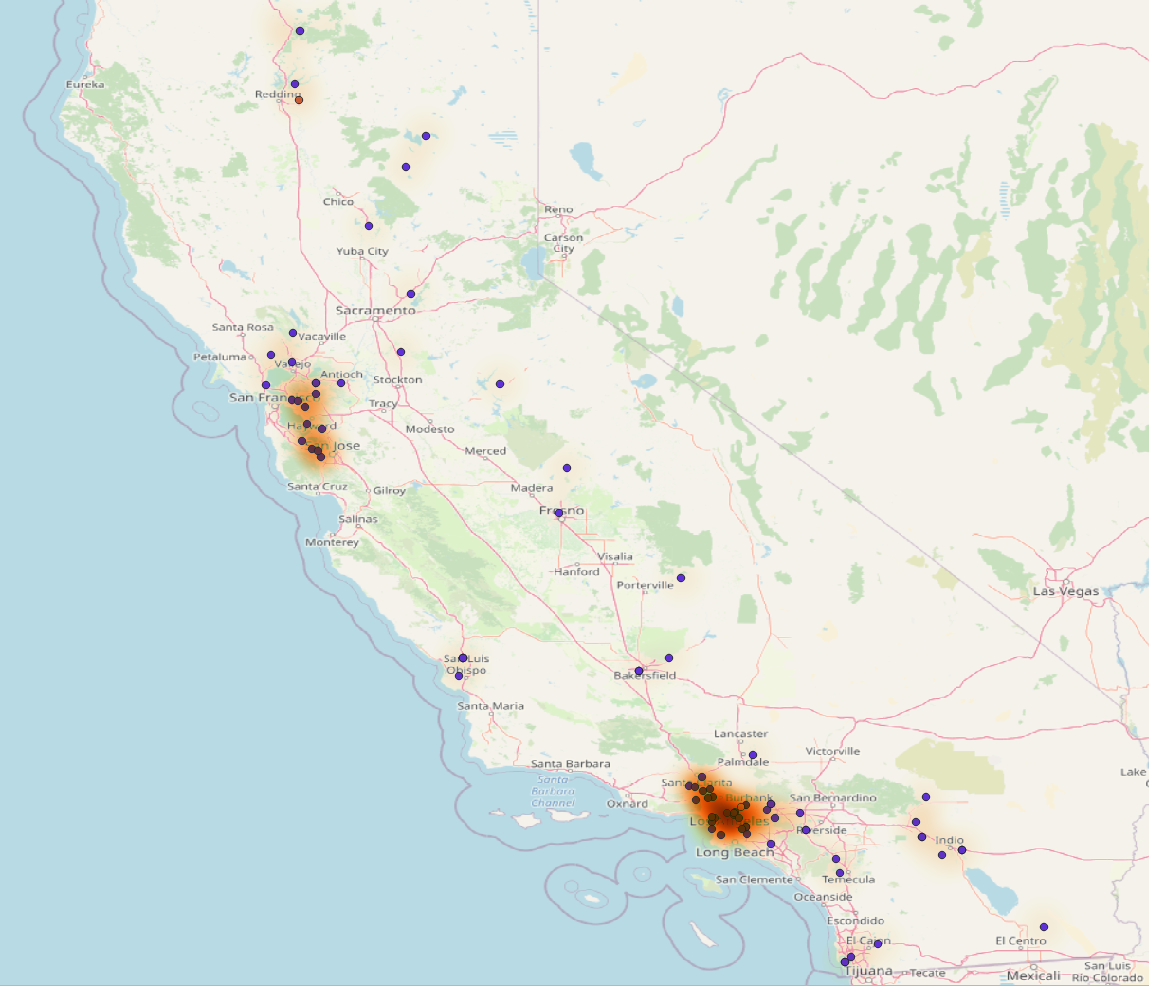 Eureka
Redding
Chico
Reno
Carson
City
Yuba City
Sacramento
Santa Rosa
Vacaville
Petaluma
Vallejo
Antioch
Stockton
San Francisco
Tracy
Hayward
Modesto
San Jose
Merced
Santa Cruz
Gilroy
Madera
Fresno
Salinas
Monterey
Visalia
Hanford
Porterville
Las Vegas
San Luis
Obispo
Bakersfield
Santa Maria
Lancaster
Victorville
Santa Barbara
Palmdale
Lake
Santa
Barbara
Channel
Santa
Burbank
San Bernardino
Oxnard
Los Angeles
Riverside
Indio
Long Beach
San Clemente
Temecula
Oceanside
Escondido
El Cajon
El Centro
Tijuana
Tecate
Mexicali
San Luis
Río Colorado